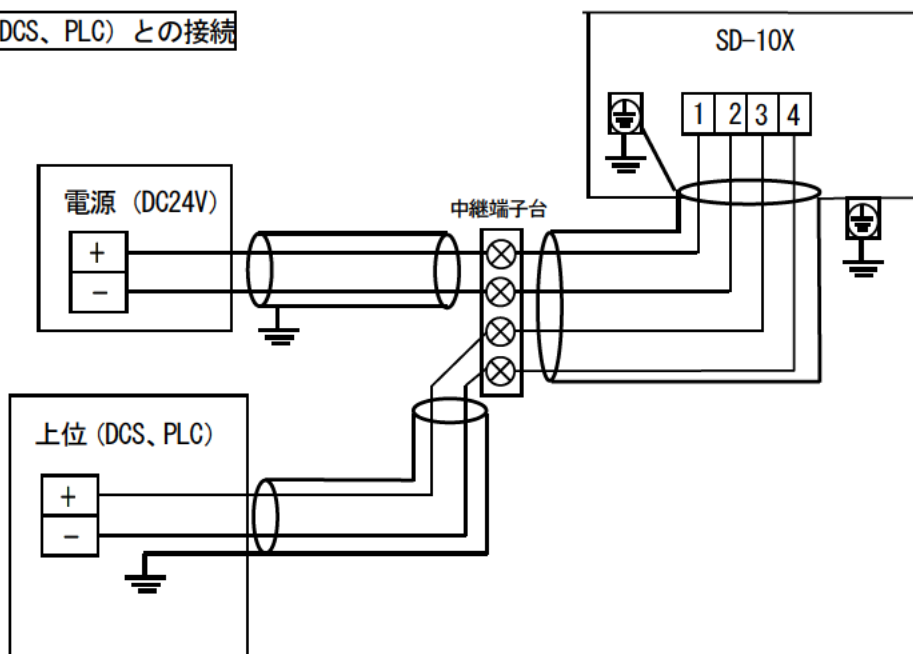 DCS、PLC）との接続
SD-10X
1 2 3 4
電源（DC24V）
+
-
中継端子台
上位（DCS、PLC）
+
-